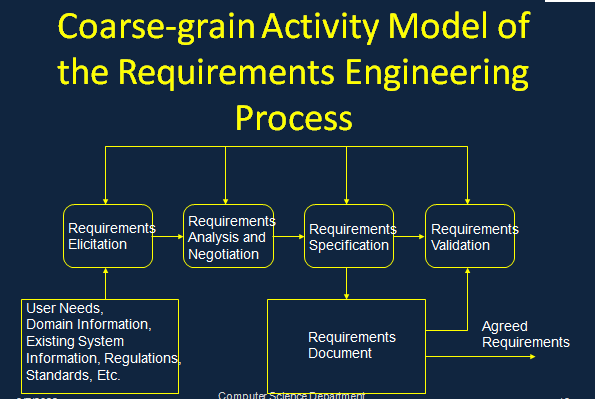 Coarse-grain Activity Model of
the Requirements Engineering
Process
Requirements
Elicitation
Requirements
Analysis and
Negotiation
Requirements
Specification
Requirements
Validation
User Needs,
Domain Information,
Existing System
Information, Regulations,
Standards, Etc.
Requirements
Document
Agreed
Requirements
Computer Science Department